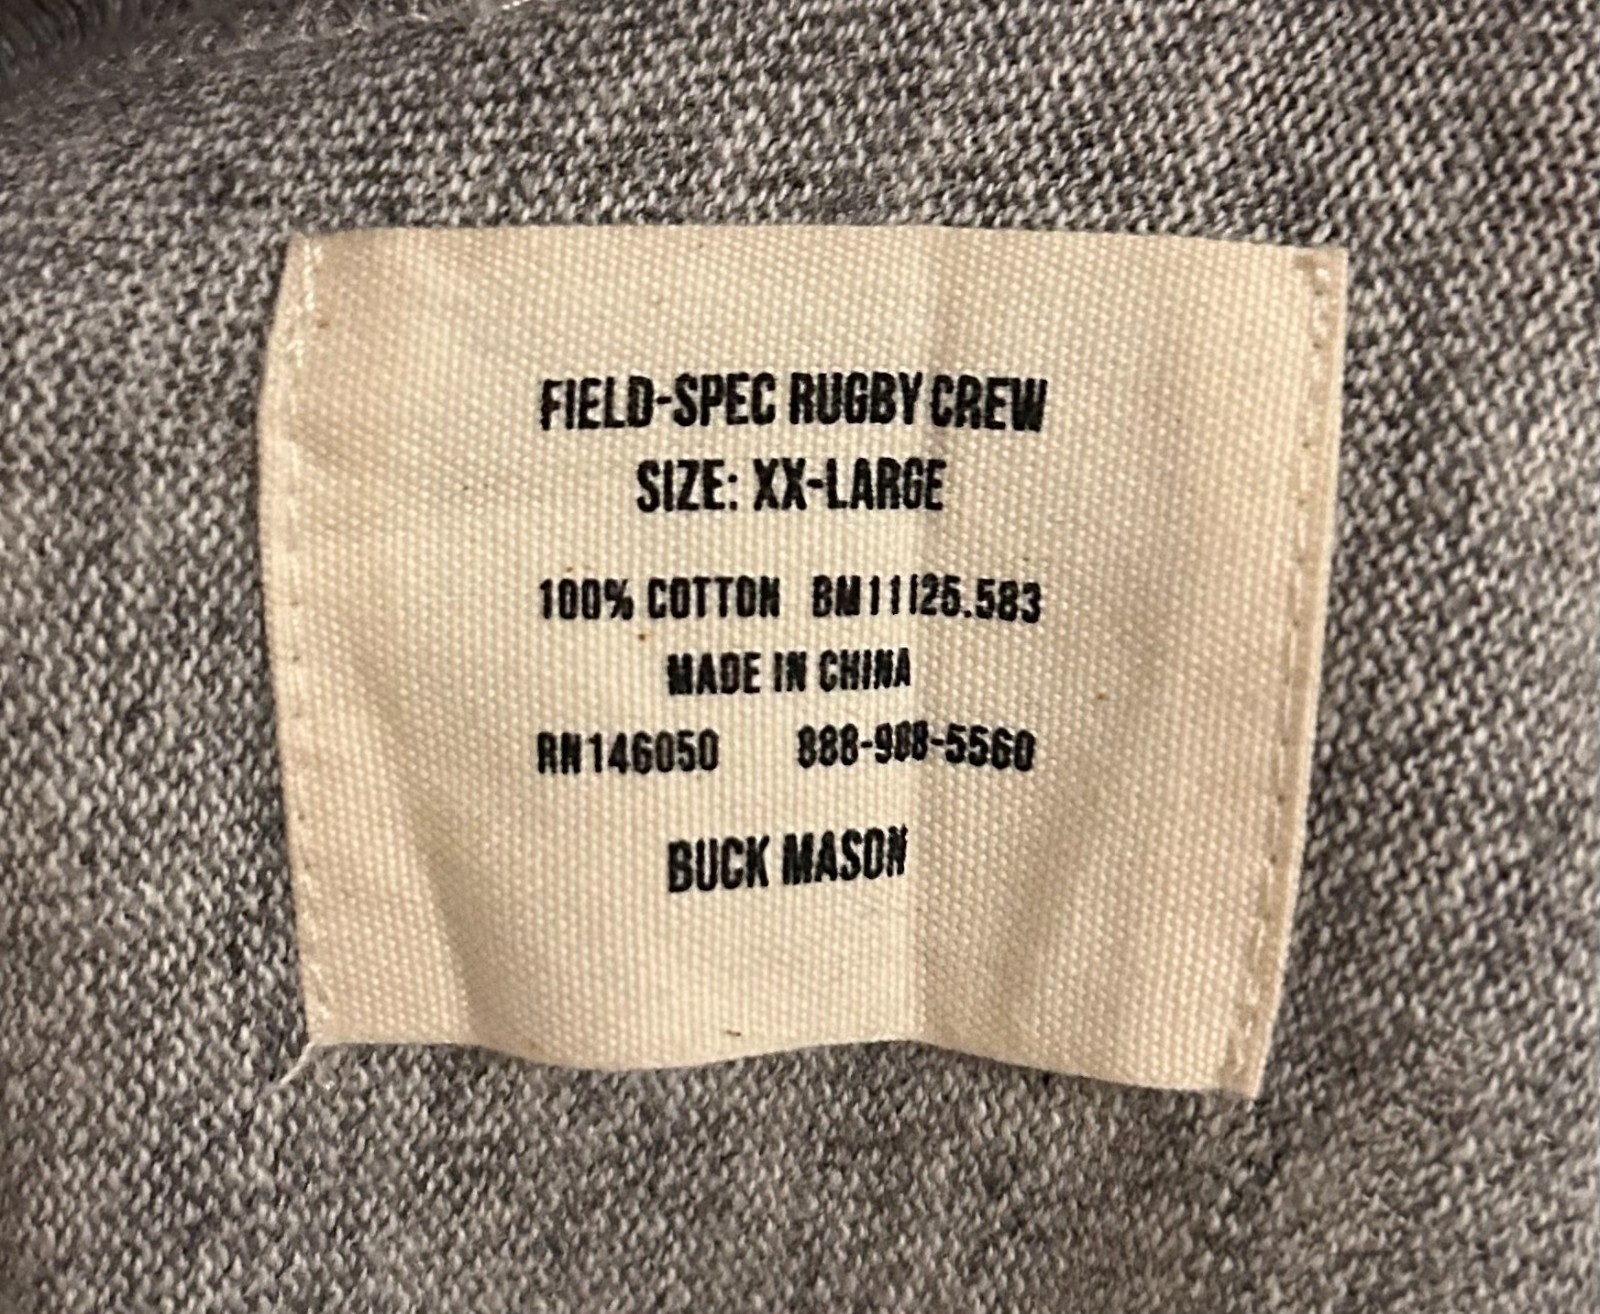 FIELD-SPEC RUGBY CREW
SIZE: XX-LARGE
100% COTTON BM11125.583
MADE IN CHINA
RN146050 888-988-5560
BUCK MASON